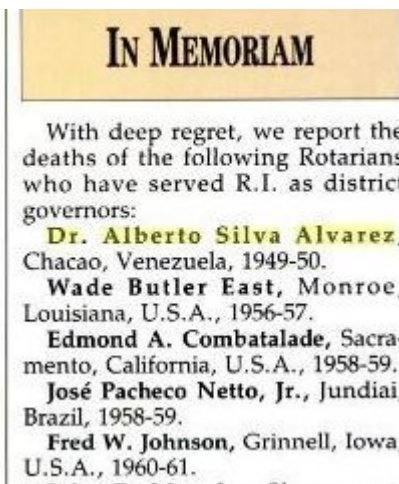 IN MEMORIAM
With deep regret, we report the
deaths of the following Rotarians
who have served R.I. as district
governors:
Dr. Alberto Silva Alvarez,
Chacao, Venezuela, 1949-50.
Wade Butler East, Monroe,
Louisiana, U.S.A., 1956-57.
Edmond A. Combatalade, Sacra-
mento, California, U.S.A., 1958-59.
José Pacheco Netto, Jr., Jundiai,
Brazil, 1958-59.
Fred W. Johnson, Grinnell, Iowa,
U.S.A., 1960-61.